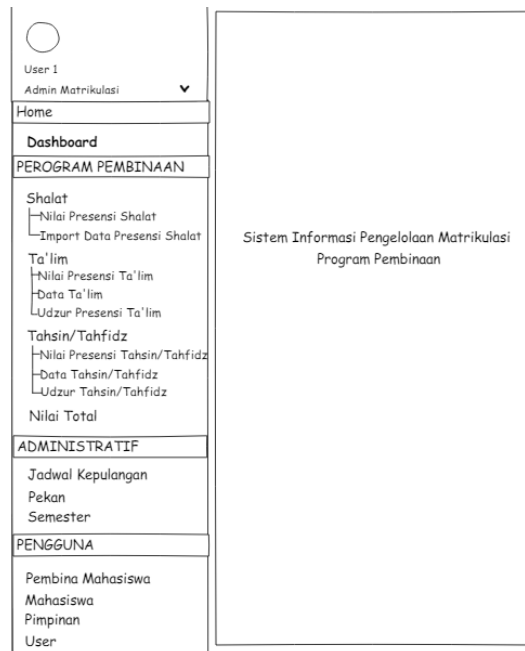 User 1
Admin Matrikulasi
Home
Dashboard
PEROGRAM PEMBINAAN
Shalat
Nilai Presensi Shalat
Import Data Presensi Shalat
Ta'lim
Nilai Presensi Ta'lim
Data Ta'lim
Udzur Presensi Ta'lim
Tahsin/Tahfidz
Nilai Presensi Tahsin/Tahfidz
Data Tahsin/Tahfidz
Udzur Tahsin/Tahfidz
Nilai Total
ADMINISTRATIF
Jadwal Kepulangan
Pekan
Semester
PENGGUNA
Pembina Mahasiswa
Mahasiswa
Pimpinan
User
Sistem Informasi Pengelolaan Matrikulasi
Program Pembinaan